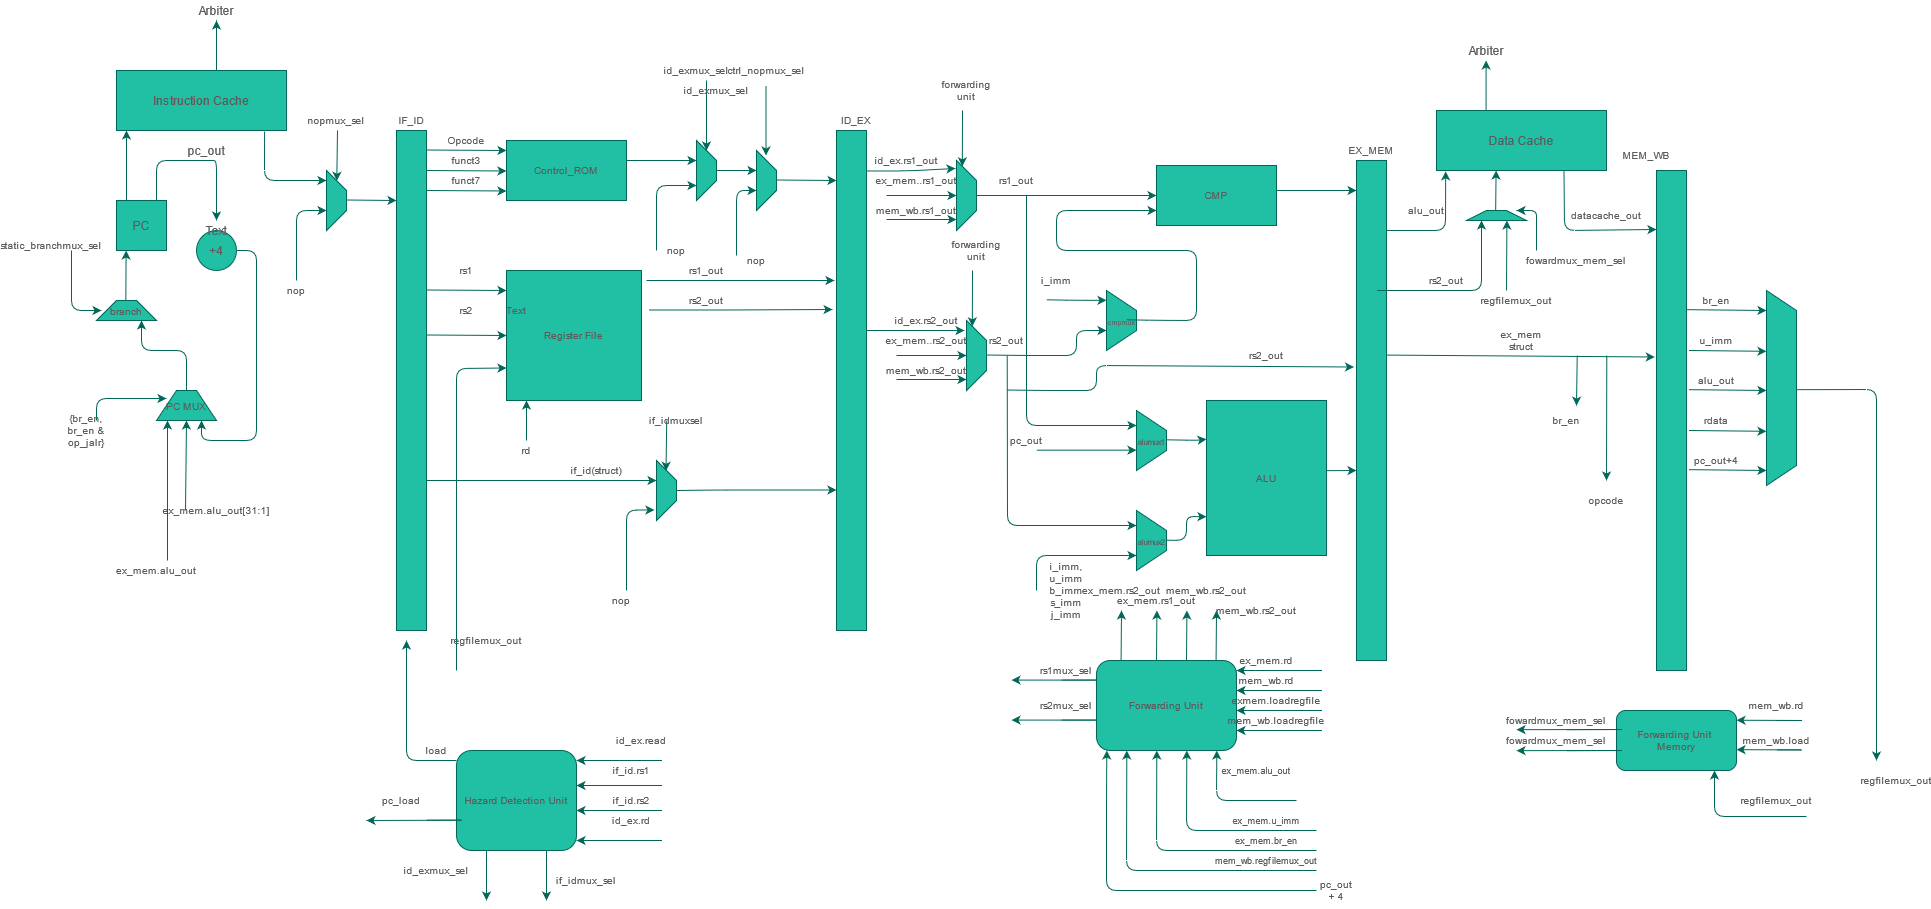 Arbiter
Instruction Cache
nopmux_sel
pc_out
PC
Text
+4
static_branchmux_sel
nop
branch
PC MUX
{br_en,
br_en &
op_jalr}
ex_mem.alu_out[31:1]
ex_mem.alu_out
IF_ID
Opcode
funct3
funct7
Control_ROM
id_exmux_sel
ctrl_nopmux_sel
id_exmux_sel
nop
nop
rs1
rs2
Text
Register File
rs1_out
rs2_out
rd
if_idmuxsel
if_id(struct)
nop
regfilemux_out
load
pc_load
Hazard Detection Unit
id_ex.read
if_id.rs1
if_id.rs2
id_ex.rd
id_exmux_sel
if_idmux_sel
ID_EX
forwarding
unit
id_ex.rs1_out
ex_mem..rs1_out
mem_wb.rs1_out
rs1_out
forwarding
unit
id_ex.rs2_out
ex_mem..rs2_out
mem_wb.rs2_out
rs2_out
CMP
i_imm
cmpmux
rs2_out
pc_out
alumux1
ALU
alumux2
i_imm,
u_imm
b_imm
s_imm
j_imm
ex_mem.rs2_out
ex_mem.rs1_out
mem_wb.rs2_out
mem_wb.rs2_out
rs1mux_sel
rs2mux_sel
Forwarding Unit
ex_mem.rd
mem_wb.rd
exmem.loadregfile
mem_wb.loadregfile
ex_mem.alu_out
ex_mem.u_imm
ex_mem.br_en
mem_wb.regfilemux_out
pc_out
+ 4
EX_MEM
Arbiter
Data Cache
alu_out
datacache_out
fowardmux_mem_sel
rs2_out
regfilemux_out
ex_mem
struct
br_en
opcode
MEM_WB
br_en
u_imm
alu_out
rdata
pc_out+4
fowardmux_mem_sel
fowardmux_mem_sel
Forwarding Unit
Memory
mem_wb.rd
mem_wb.load
regfilemux_out
regfilemux_out